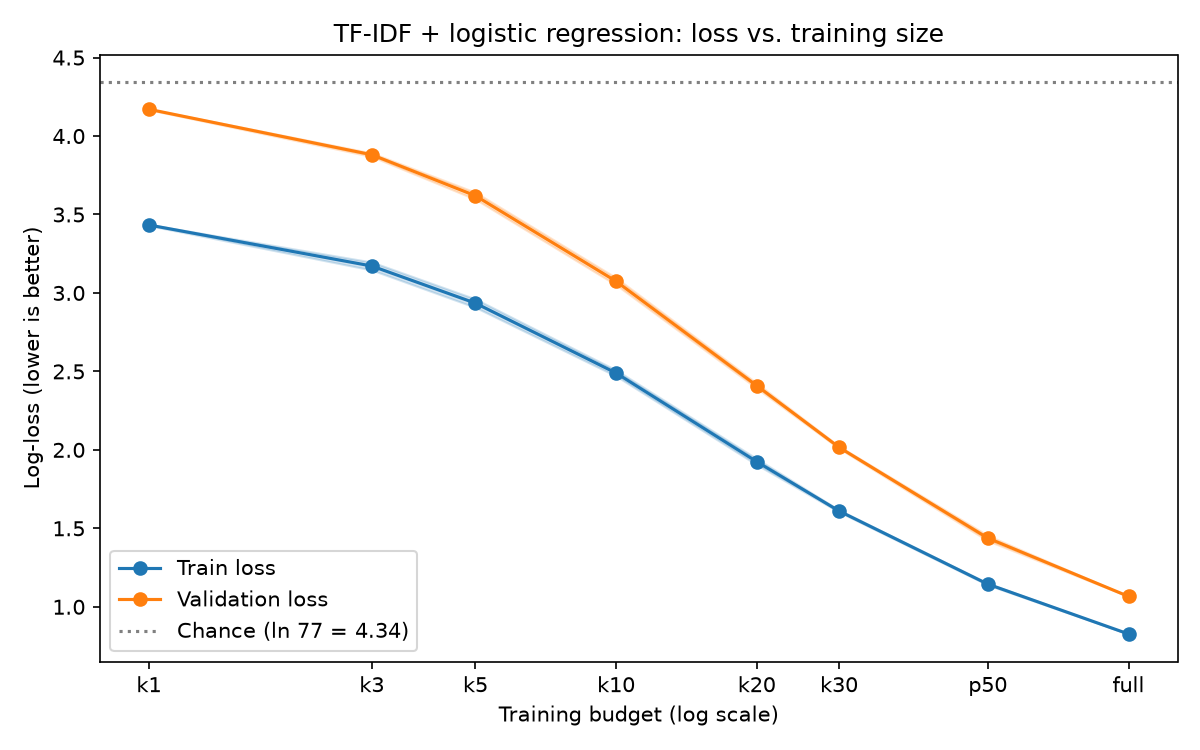 TF-IDF + logistic regression: loss vs. training size
Log-loss (lower is better)
4.5
4.0
3.5
3.0
2.5
2.0
1.5
1.0
Train loss
Validation loss
Chance (ln 77 = 4.34)
k1 k3 k5 k10 k20 k30 p50 full
Training budget (log scale)